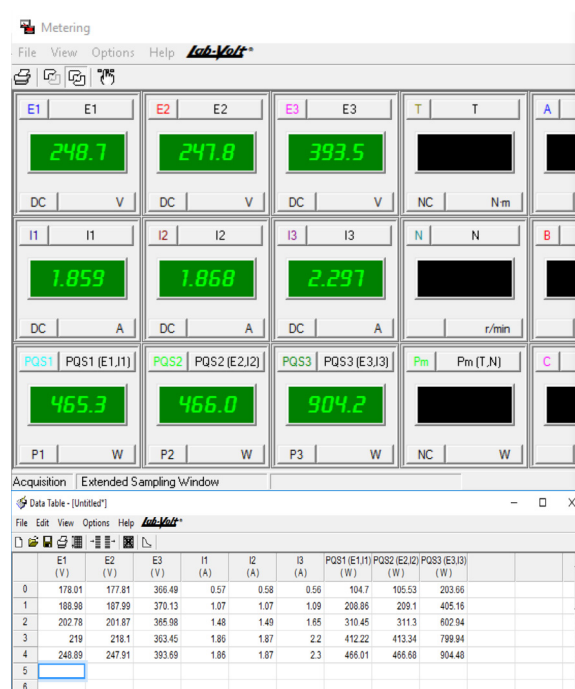 Metering
File View Options Help Lab-Volt®
E1 E1 E2 E2 E3 E3 T T A
248.7 247.8 393.5
DC V DC V DC V NC N·m
I1 I1 I2 I2 I3 I3 N N B
1.859 1.868 2.297
DC A DC A DC A r/min
PQS1 PQS1 (E1,I1) PQS2 PQS2 (E2,I2) PQS3 PQS3 (E3,I3) Pm Pm (T,N) C
465.3 466.0 904.2
P1 W P2 W P3 W NC W
Acquisition Extended Sampling Window
Data Table - [Untitled*]
File Edit View Options Help Lab-Volt®
E1 E2 E3 I1 I2 I3 PQS1 (E1,I1) PQS2 (E2,I2) PQS3 (E3,I3)
(V) (V) (V) (A) (A) (A) (W) (W) (W)
0 178.01 177.81 366.49 0.57 0.58 0.56 104.7 105.53 203.66
1 188.98 187.99 370.13 1.07 1.07 1.09 208.86 209.1 405.16
2 202.78 201.87 365.98 1.48 1.49 1.65 310.45 311.3 602.94
3 219 218.1 363.45 1.86 1.87 2.2 412.22 413.34 799.94
4 248.89 247.91 393.69 1.86 1.87 2.3 466.01 466.68 904.48
5
6